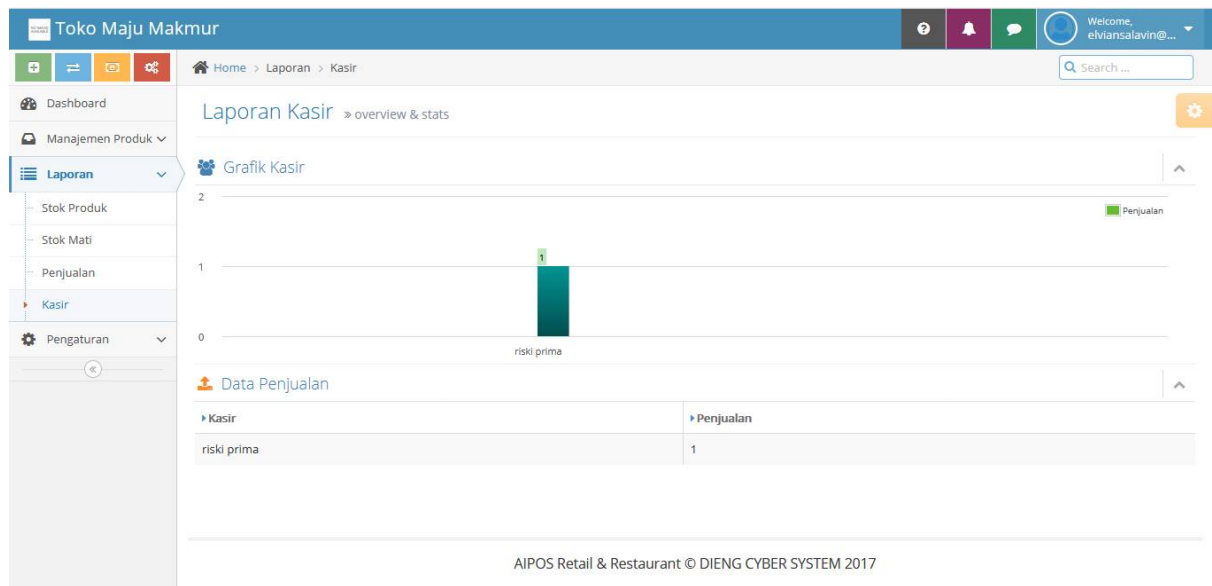 Toko Maju Makmur
Welcome,
elviansalavin@...
Home > Laporan > Kasir
Search ...
Dashboard
Manajemen Produk
Laporan
Stok Produk
Stok Mati
Penjualan
Kasir
Pengaturan
Laporan Kasir » overview & stats
Grafik Kasir
2
Penjualan
1
1
0
riski prima
Data Penjualan
Kasir Penjualan
riski prima 1
AIPOS Retail & Restaurant © DIENG CYBER SYSTEM 2017